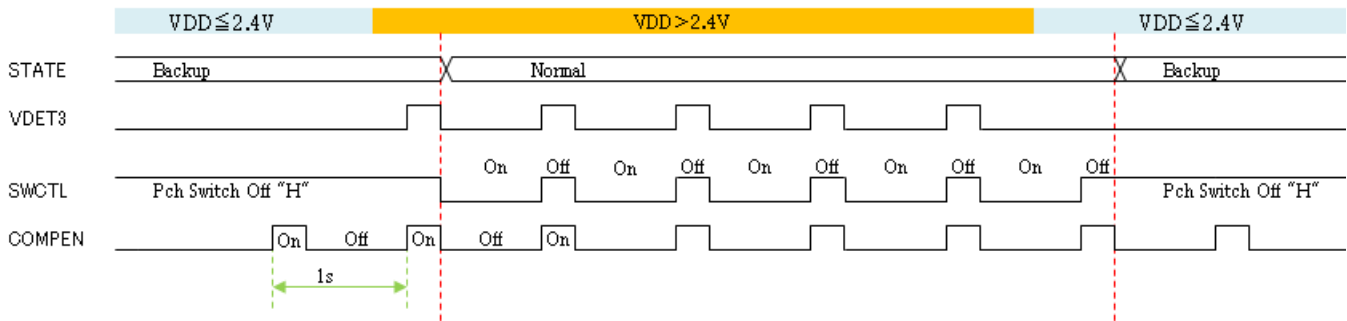 VDD≦2.4V VDD>2.4V VDD≦2.4V
STATE Backup Normal Backup
VDET3
On Off On Off On Off On Off On Off
SWCTL Pch Switch Off "H" Pch Switch Off "H"
COMPEN On Off On Off On
1s